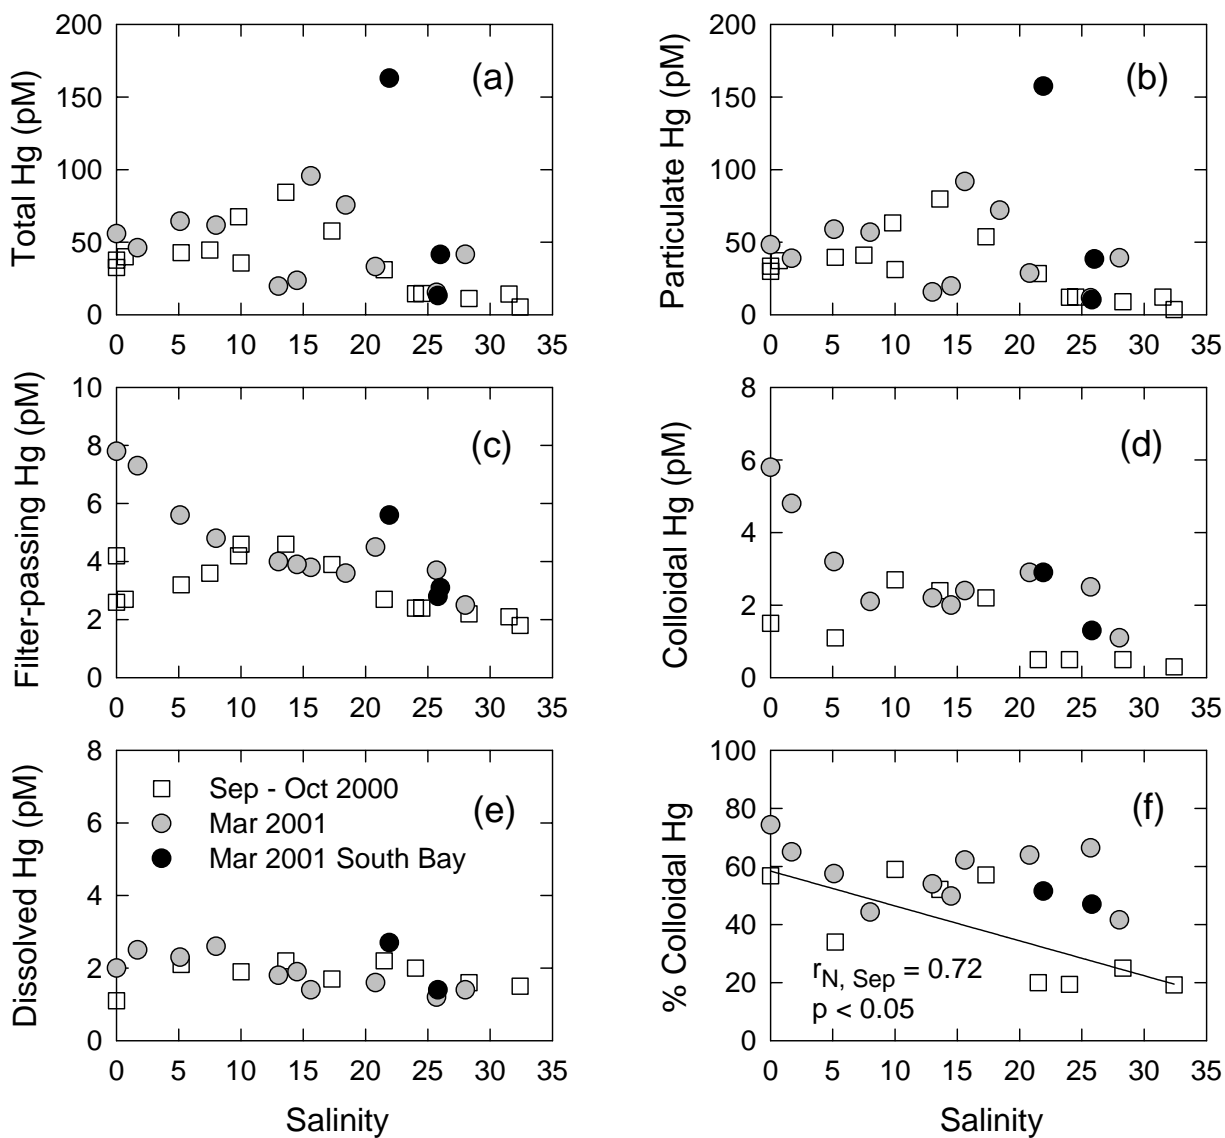 200
150
100
50
0
Total Hg (pM)
(a)
0 5 10 15 20 25 30 35
200
150
100
50
0
Particulate Hg (pM)
(b)
0 5 10 15 20 25 30 35
10
8
6
4
2
0
Filter-passing Hg (pM)
(c)
0 5 10 15 20 25 30 35
8
6
4
2
0
Colloidal Hg (pM)
(d)
0 5 10 15 20 25 30 35
8
6
4
2
0
Dissolved Hg (pM)
Sep - Oct 2000
Mar 2001
Mar 2001 South Bay
(e)
0 5 10 15 20 25 30 35
Salinity
100
80
60
40
20
0
% Colloidal Hg
(f)
rN, Sep = 0.72
p < 0.05
0 5 10 15 20 25 30 35
Salinity